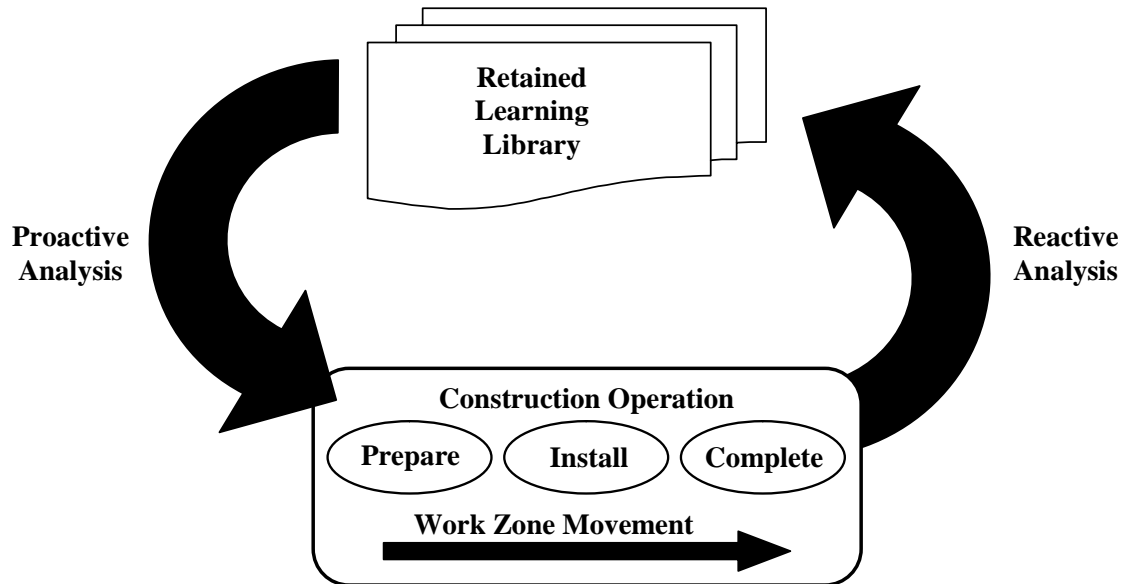 Retained
Learning
Library
Proactive
Analysis
Reactive
Analysis
Construction Operation
Prepare
Install
Complete
Work Zone Movement